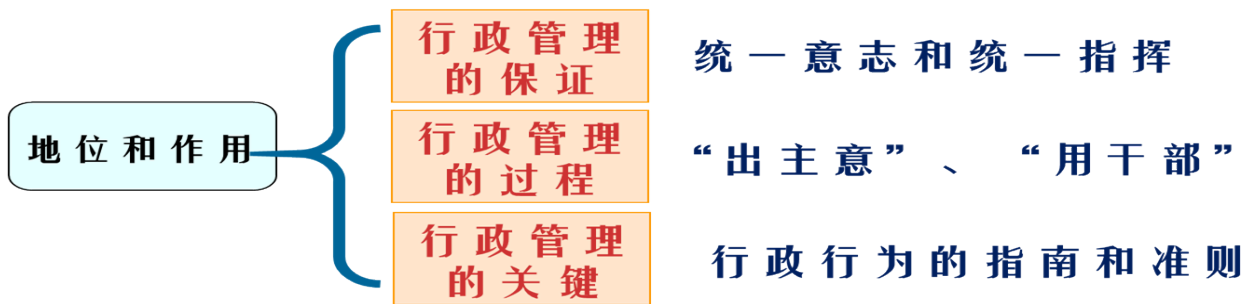 地位和作用
行政管理
的保证
统一意志和统一指挥
行政管理
的过程
“出主意”、“用干部”
行政管理
的关键
行政行为的指南和准则